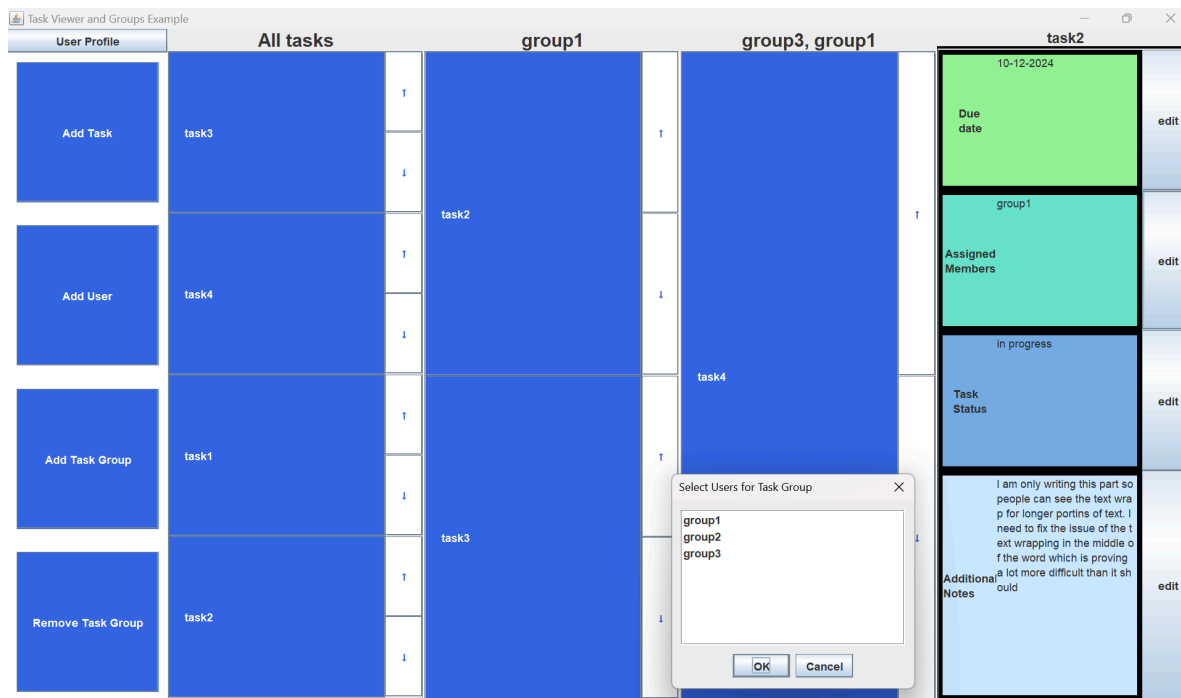 Task Viewer and Groups Example
User Profile
All tasks
group1
group3, group1
task2
Add Task
Add User
Add Task Group
Remove Task Group
task3
↑
↓
task4
↑
↓
task1
↑
↓
task2
↑
↓
task2
↑
↓
task3
↑
↓
task4
↑
↓
Due
date
10-12-2024
edit
Assigned
Members
group1
edit
Task
Status
in progress
edit
Additional
Notes
I am only writing this part so
people can see the text wra
p for longer portins of text. I
need to fix the issue of the t
ext wrapping in the middle o
f the word which is proving
a lot more difficult than it sh
ould
edit
Select Users for Task Group
group1
group2
group3
OK
Cancel